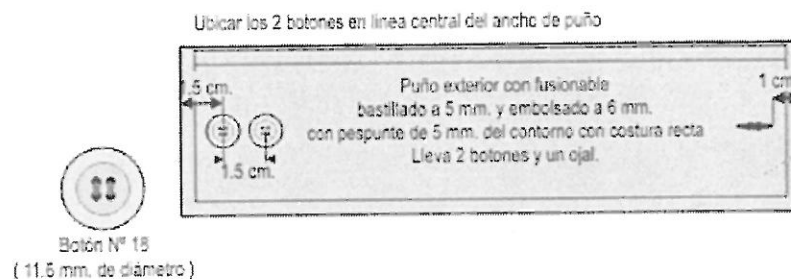 Ubicar los 2 botones en linea central del ancho de puño
1.5 cm.
1 cm
Puño exterior con fusionable
bastillado a 5 mm. y embolsado a 6 mm.
con pespunte de 5 mm. del contorno con costura recta
Lleva 2 botones y un ojal.
1.5 cm.
Botón Nº 18
( 11.5 mm. de diámetro )